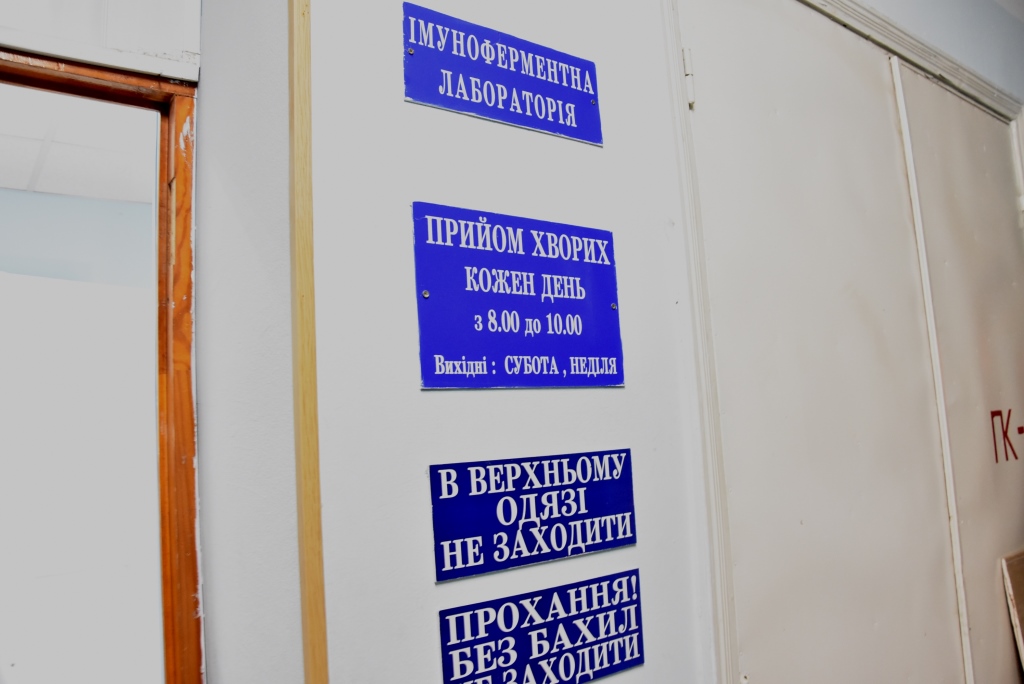 ІМУНОФЕРМЕНТНА
ЛАБОРАТОРІЯ
ПРИЙОМ ХВОРИХ
КОЖЕН ДЕНЬ
з 8.00 до 10.00
Вихідні : СУБОТА , НЕДІЛЯ
В ВЕРХНЬОМУ
ОДЯЗІ
НЕ ЗАХОДИТИ
ПРОХАННЯ!
БЕЗ БАХИЛ
НЕ ЗАХОДИТИ
ПК-